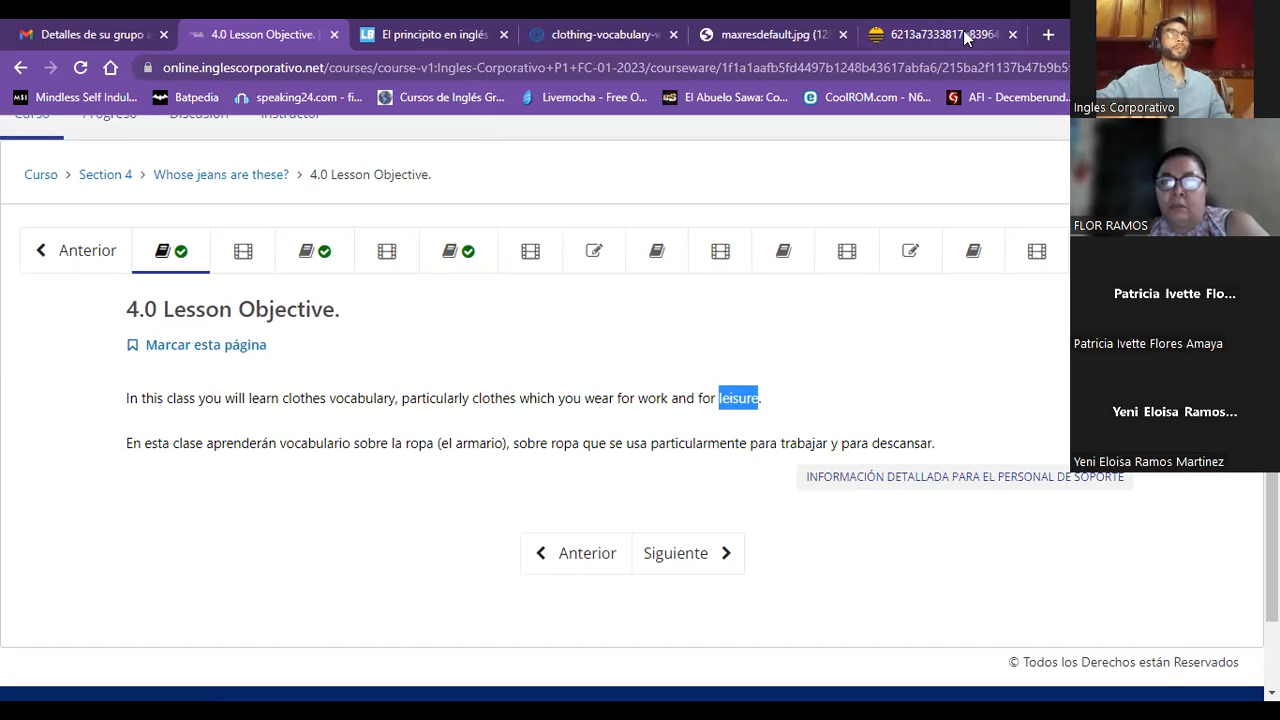 Detalles de su grupo a
4.0 Lesson Objective. |
El principito en inglés
clothing-vocabulary-w
maxresdefault.jpg (12
6213a7333817
online.inglescorporativo.net/courses/course-v1:Ingles-Corporativo+P1+FC-01-2023/courseware/1f1a1aafb5fd4497b1248b43617abfa6/215ba2f1137b47b9b5
Mindless Self Indul...
Batpedia
speaking24.com - fi...
Cursos de Inglés Gr...
Livemocha - Free O...
El Abuelo Sawa: Co...
CoolROM.com - N6...
AFI - Decemberund...
Curso
Progreso
Discusión
Instructor
Curso > Section 4 > Whose jeans are these? > 4.0 Lesson Objective.
Anterior
4.0 Lesson Objective.
Marcar esta página
In this class you will learn clothes vocabulary, particularly clothes which you wear for work and for leisure.
En esta clase aprenderán vocabulario sobre la ropa (el armario), sobre ropa que se usa particularmente para trabajar y para descansar.
INFORMACIÓN DETALLADA PARA EL PERSONAL DE SOPORTE
Anterior
Siguiente
© Todos los Derechos están Reservados
Ingles Corporativo
FLOR RAMOS
Patricia Ivette Flo...
Patricia Ivette Flores Amaya
Yeni Eloisa Ramos...
Yeni Eloisa Ramos Martinez